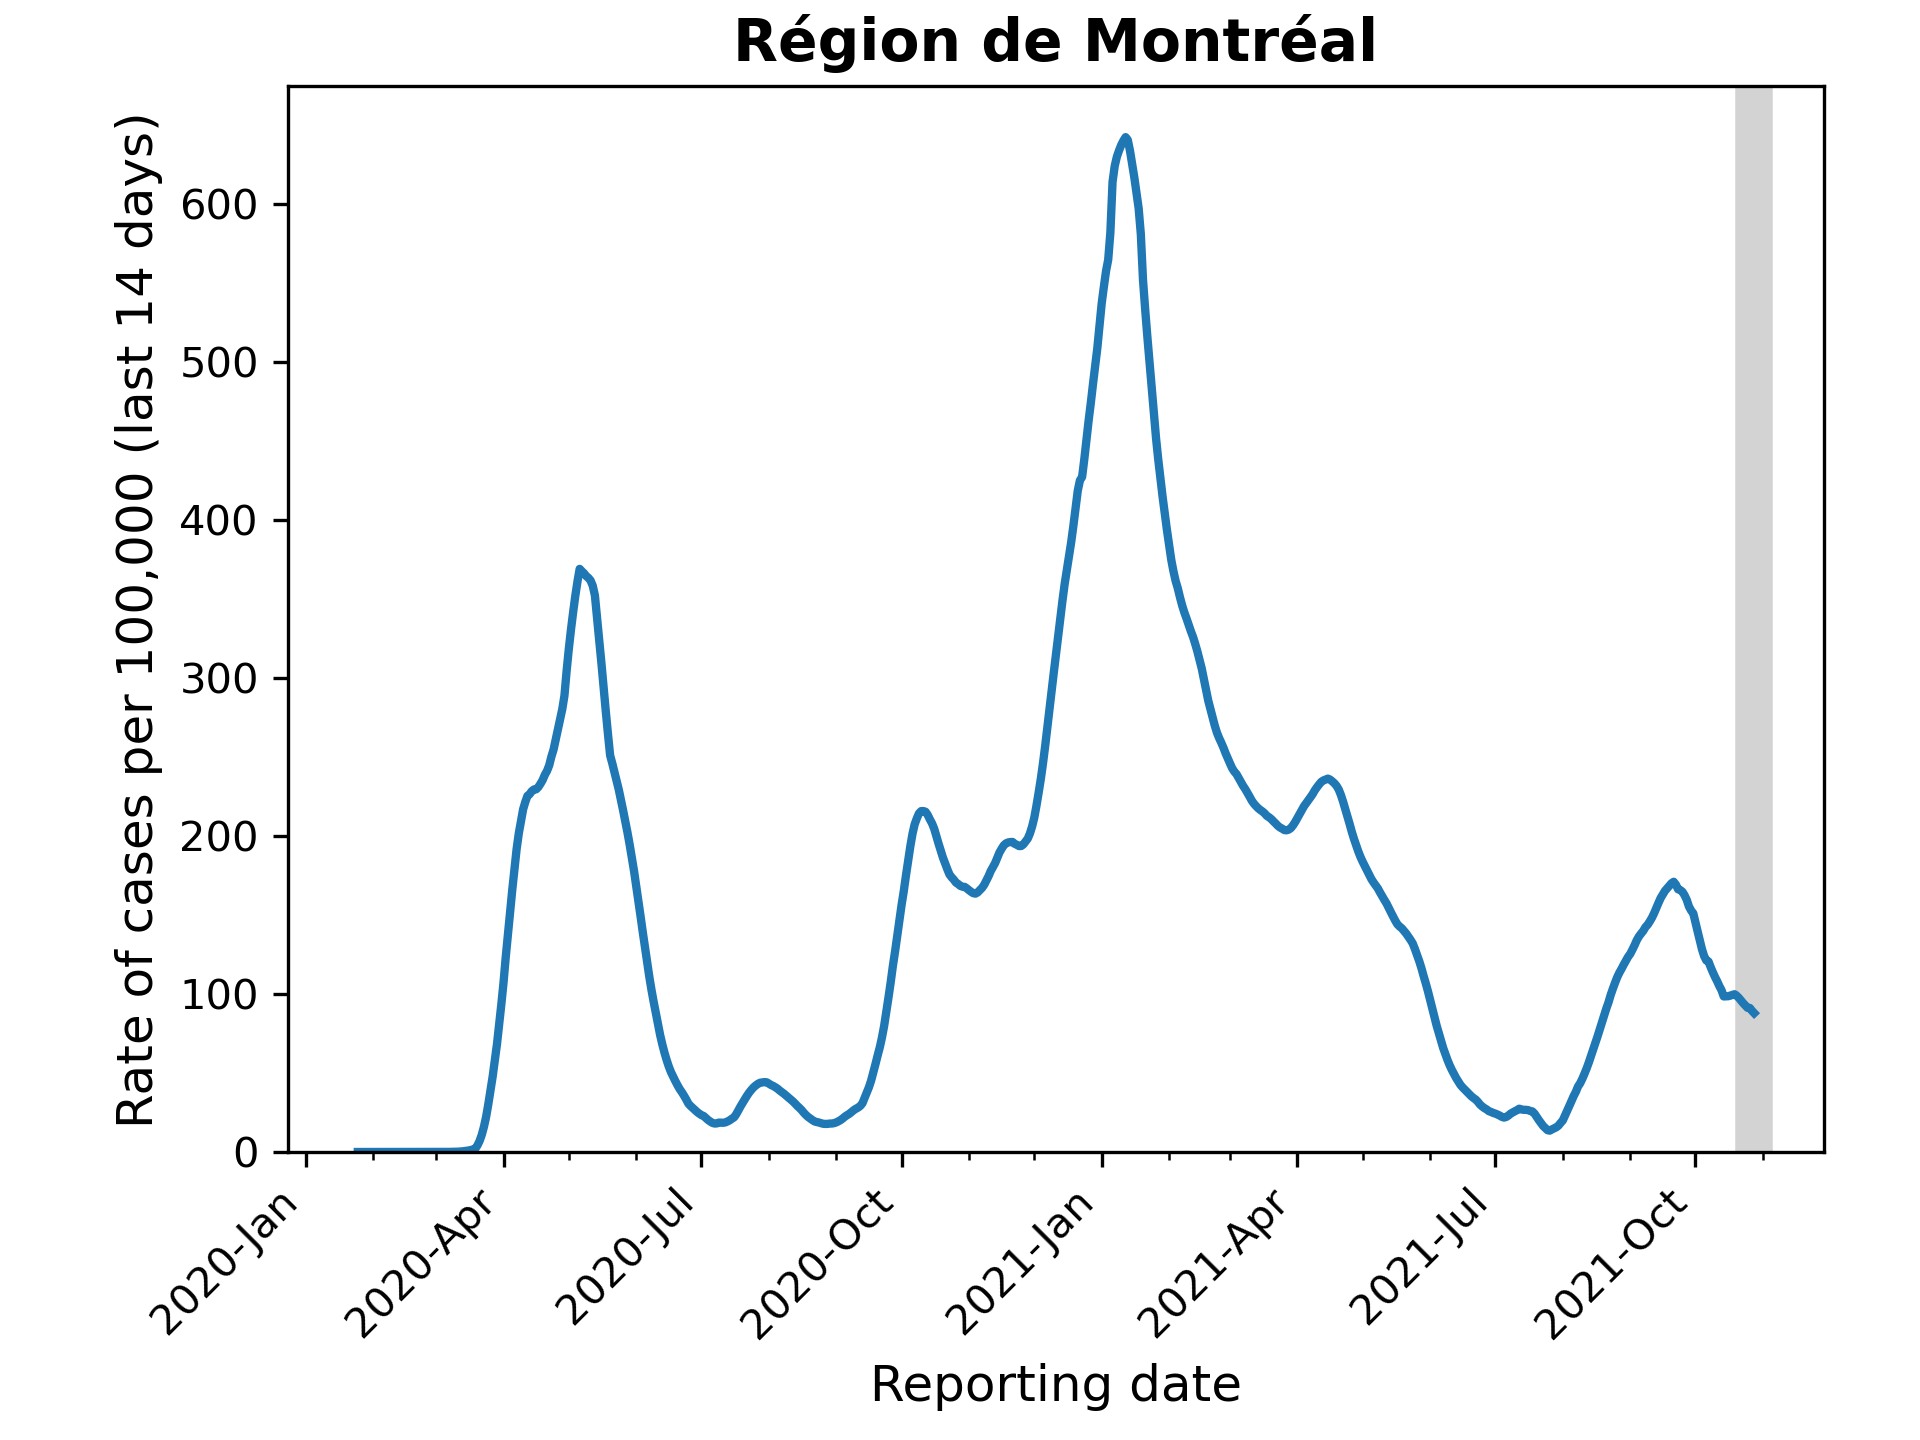 Région de Montréal
Rate of cases per 100,000 (last 14 days)
600
500
400
300
200
100
0
2020-Jan
2020-Apr
2020-Jul
2020-Oct
2021-Jan
2021-Apr
2021-Jul
2021-Oct
Reporting date